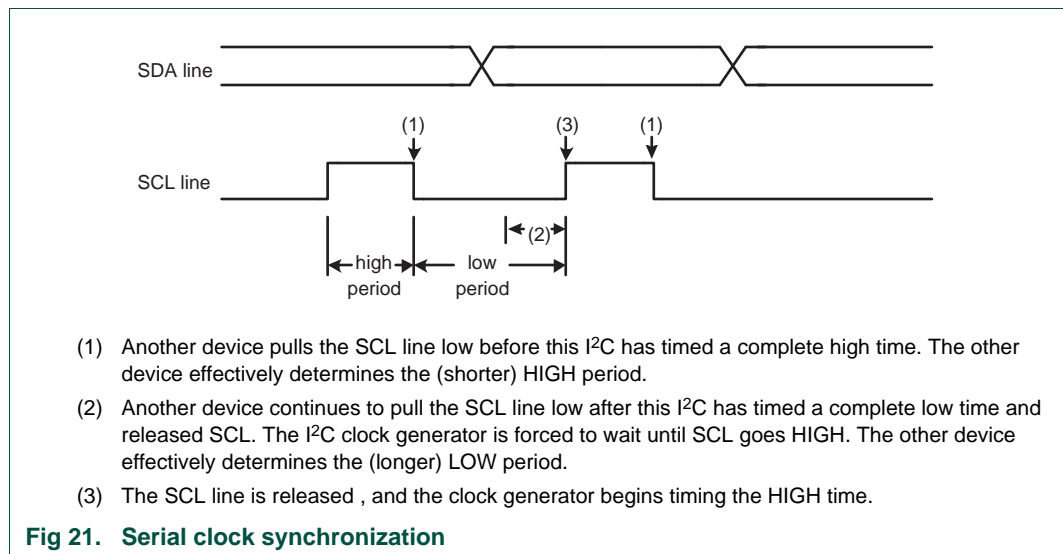 SDA line
(1)
(3)
(1)
SCL line
(2)
high
period
low
period
(1) Another device pulls the SCL line low before this I2C has timed a complete high time. The other
device effectively determines the (shorter) HIGH period.
(2) Another device continues to pull the SCL line low after this I2C has timed a complete low time and
released SCL. The I2C clock generator is forced to wait until SCL goes HIGH. The other device
effectively determines the (longer) LOW period.
(3) The SCL line is released , and the clock generator begins timing the HIGH time.
Fig 21. Serial clock synchronization